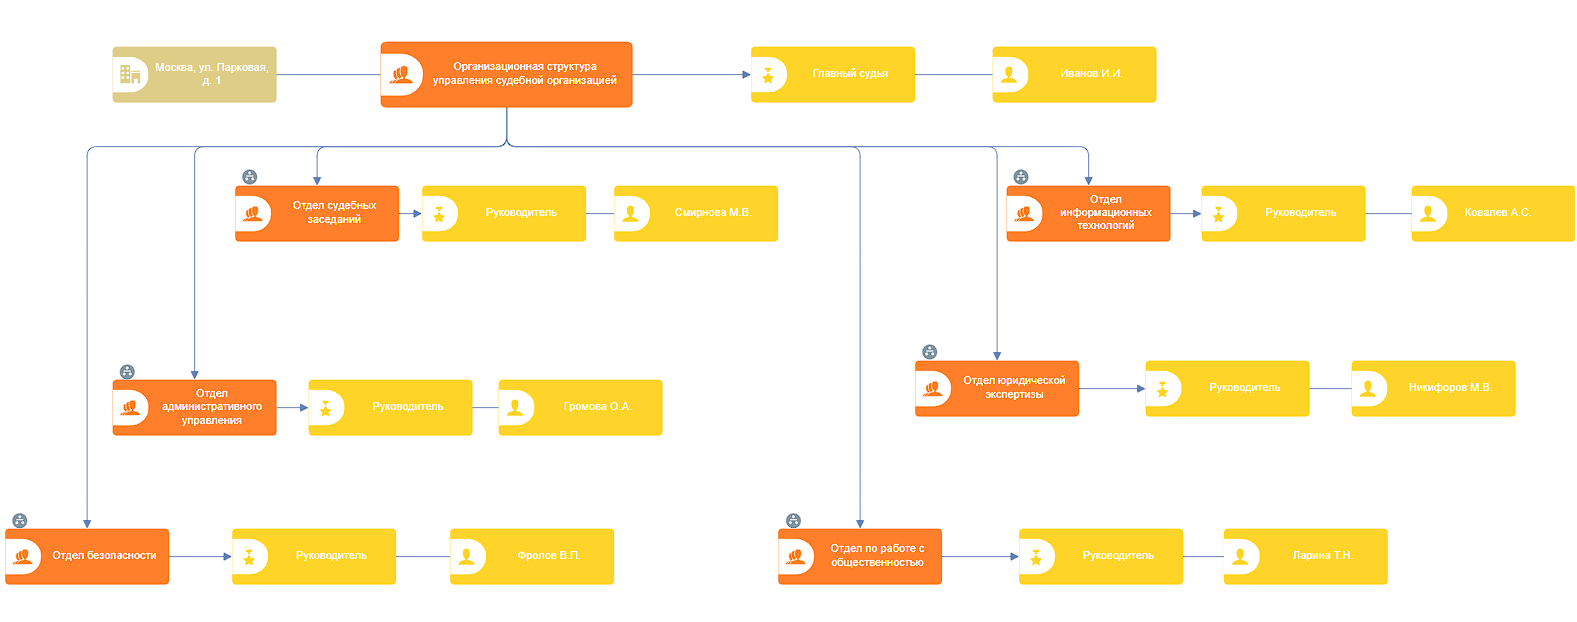 Москва, ул. Парковая,
д. 1
Организационная структура
управления судебной организацией
Главный судья
Иванов И.И.
Отдел судебных
заседаний
Руководитель
Смирнова М.В.
Отдел
информационных
технологий
Руководитель
Ковалев А.С.
Отдел
административного
управления
Руководитель
Громова О.А.
Отдел юридической
экспертизы
Руководитель
Никифоров М.В.
Отдел безопасности
Руководитель
Фролов В.П.
Отдел по работе с
общественностью
Руководитель
Ларина Т.Н.